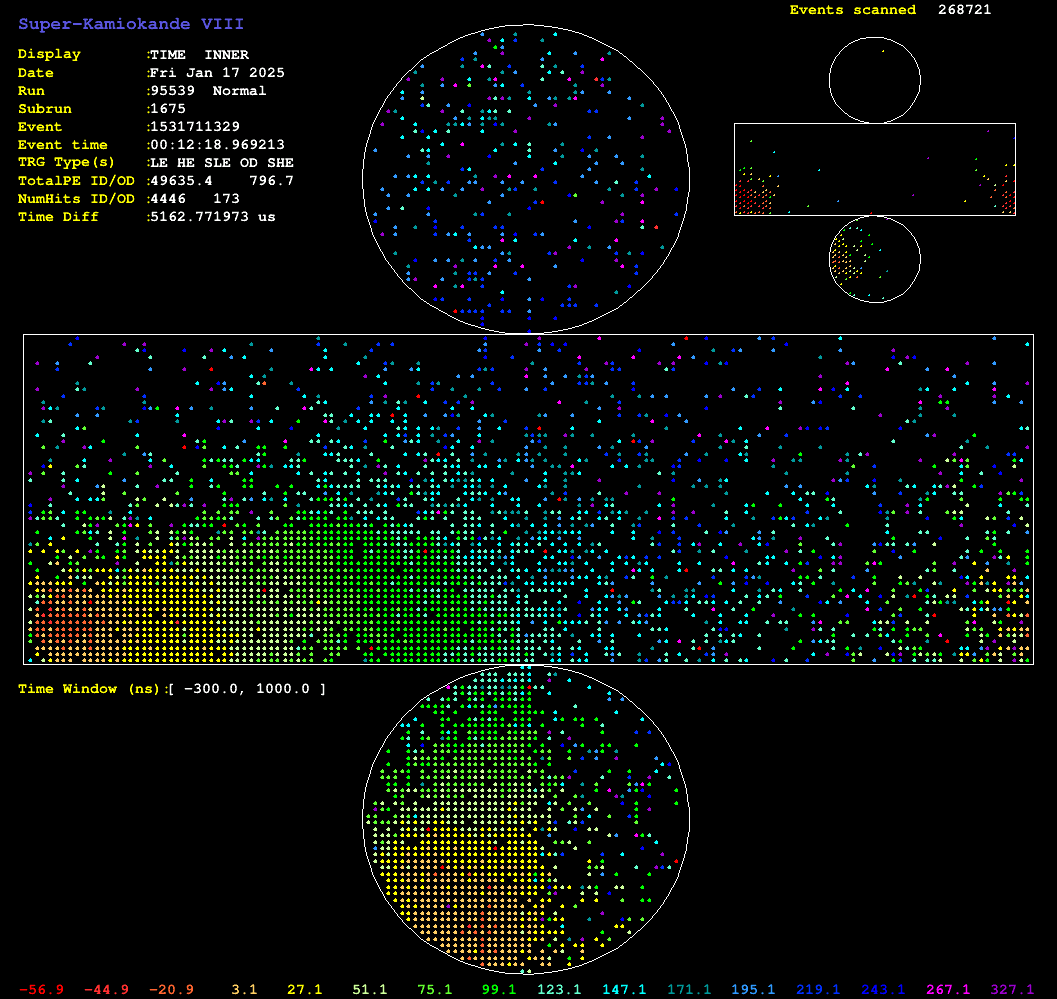 Super-Kamiokande VIII
Events scanned 268721
Display :TIME INNER
Date :Fri Jan 17 2025
Run :95539 Normal
Subrun :1675
Event :1531711329
Event time :00:12:18.969213
TRG Type(s) :LE HE SLE OD SHE
TotalPE ID/OD :49635.4 796.7
NumHits ID/OD :4446 173
Time Diff :5162.771973 us
Time Window (ns):[ -300.0, 1000.0 ]
-56.9 -44.9 -20.9 3.1 27.1 51.1 75.1 99.1 123.1 147.1 171.1 195.1 219.1 243.1 267.1 327.1